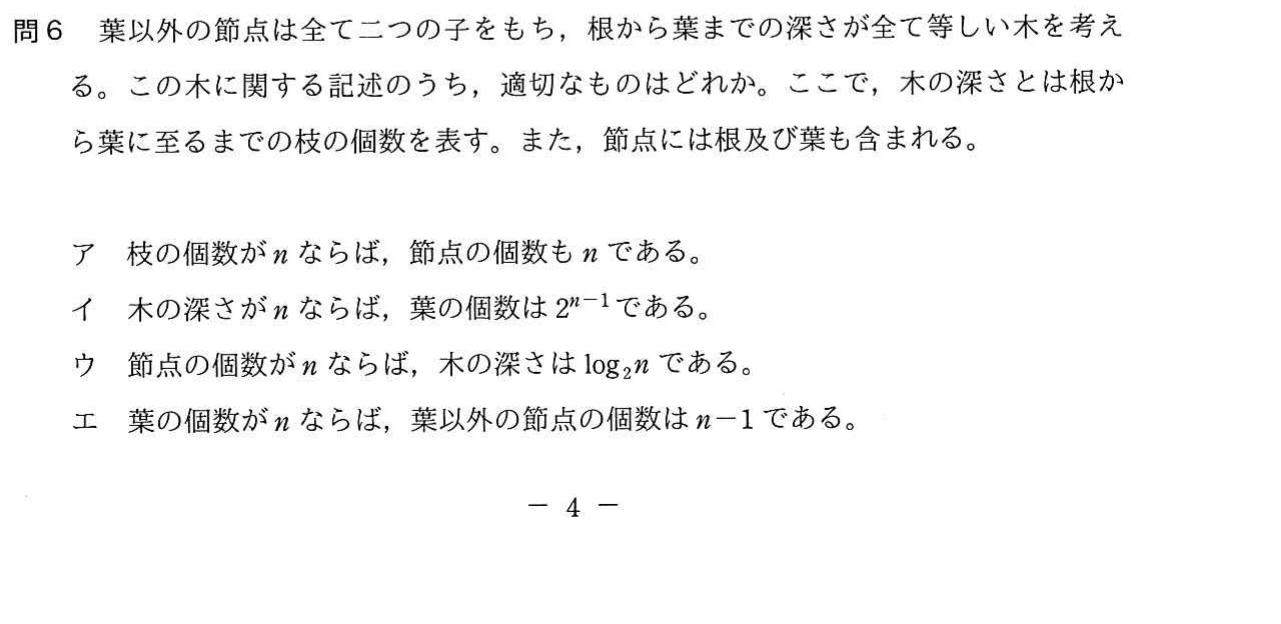 問6　葉以外の節点は全て二つの子をもち，根から葉までの深さが全て等しい木を考え
る。この木に関する記述のうち，適切なものはどれか。ここで，木の深さとは根か
ら葉に至るまでの枝の個数を表す。また，節点には根及び葉も含まれる。
ア　枝の個数が n ならば，節点の個数も n である。
イ　木の深さが n ならば，葉の個数は 2ⁿ⁻¹である。
ウ　節点の個数が n ならば，木の深さは log₂n である。
エ　葉の個数が n ならば，葉以外の節点の個数は n－1 である。
－ 4 －